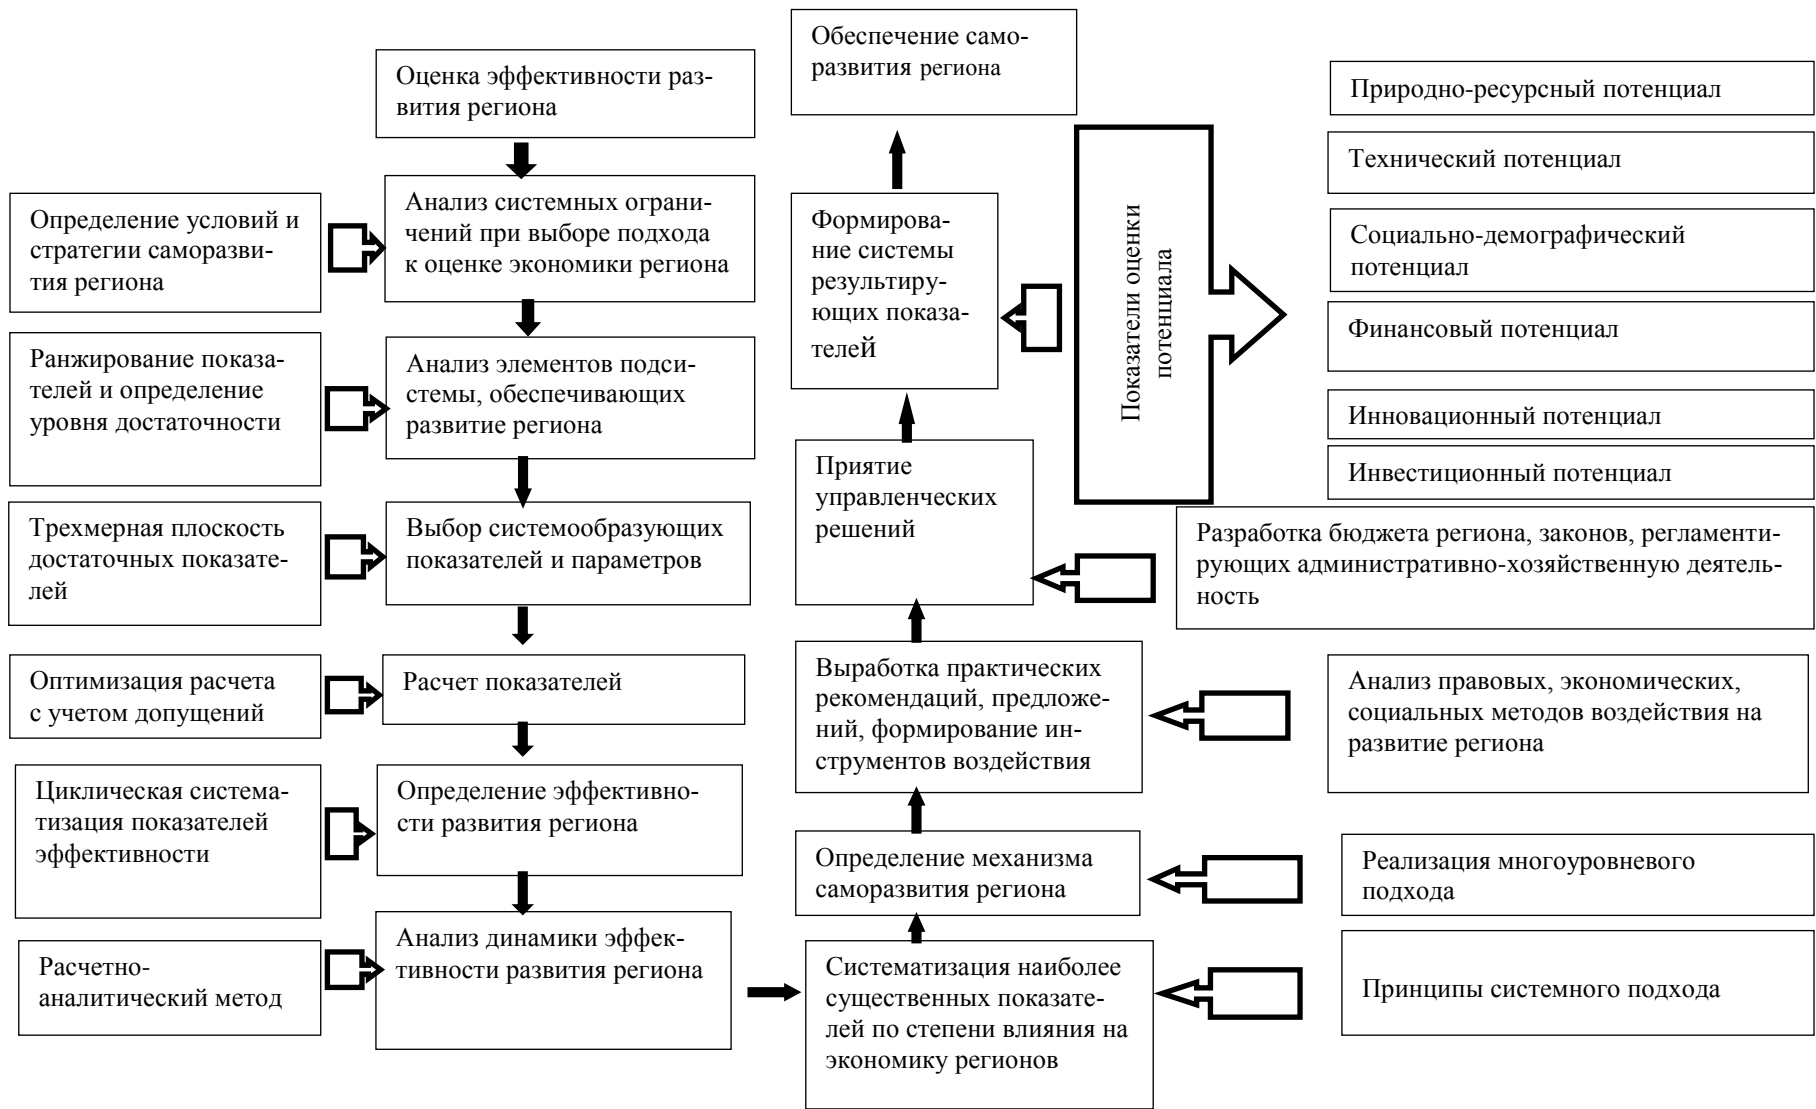 Оценка эффективности раз-
вития региона
Определение условий и
стратегии саморазви-
тия региона
Анализ системных ограни-
чений при выборе подхода
к оценке экономики региона
Ранжирование показа-
телей и определение
уровня достаточности
Анализ элементов подси-
стемы, обеспечивающих
развитие региона
Трехмерная плоскость
достаточных показате-
лей
Выбор системообразующих
показателей и параметров
Оптимизация расчета
с учетом допущений
Расчет показателей
Циклическая система-
тизация показателей
эффективности
Определение эффективно-
сти развития региона
Расчетно-
аналитический метод
Анализ динамики эффек-
тивности развития региона
Обеспечение само-
развития региона
Формирова-
ние системы
результиру-
ющих показа-
телей
Приятие
управленческих
решений
Выработка практических
рекомендаций, предложе-
ний, формирование ин-
струментов воздействия
Определение механизма
саморазвития региона
Систематизация наиболее
существенных показате-
лей по степени влияния на
экономику регионов
Показатели оценки
потенциала
Природно-ресурсный потенциал
Технический потенциал
Социально-демографический
потенциал
Финансовый потенциал
Инновационный потенциал
Инвестиционный потенциал
Разработка бюджета региона, законов, регламенти-
рующих административно-хозяйственную деятель-
ность
Анализ правовых, экономических,
социальных методов воздействия на
развитие региона
Реализация многоуровневого
подхода
Принципы системного подхода